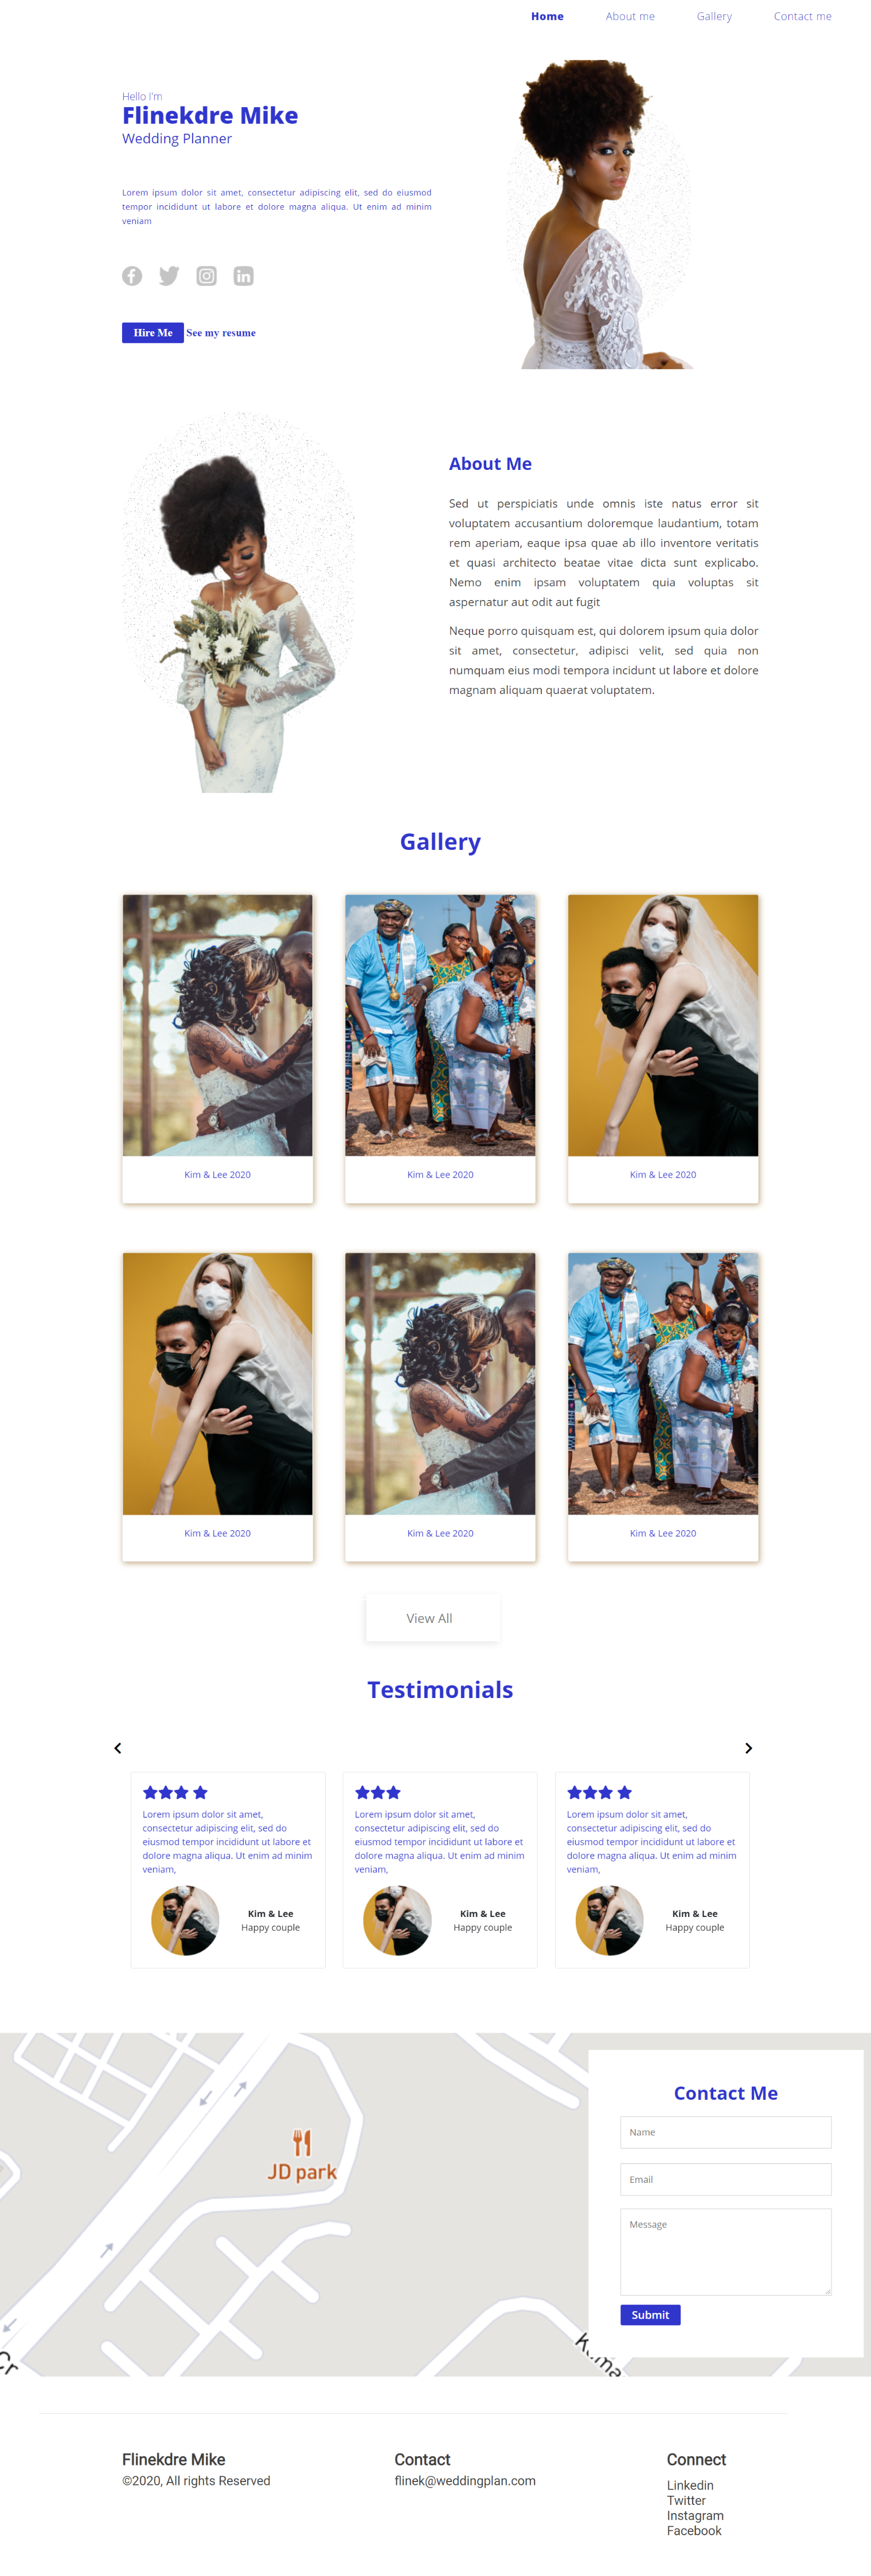 Home About me Gallery Contact me
Hello I'm
Flinekdre Mike
Wedding Planner
Lorem ipsum dolor sit amet, consectetur adipiscing elit, sed do eiusmod
tempor incididunt ut labore et dolore magna aliqua. Ut enim ad minim
veniam
Hire Me See my resume
About Me
Sed ut perspiciatis unde omnis iste natus error sit
voluptatem accusantium doloremque laudantium, totam
rem aperiam, eaque ipsa quae ab illo inventore veritatis
et quasi architecto beatae vitae dicta sunt explicabo.
Nemo enim ipsam voluptatem quia voluptas sit
aspernatur aut odit aut fugit
Neque porro quisquam est, qui dolorem ipsum quia dolor
sit amet, consectetur, adipisci velit, sed quia non
numquam eius modi tempora incidunt ut labore et dolore
magnam aliquam quaerat voluptatem.
Gallery
Kim & Lee 2020
Kim & Lee 2020
Kim & Lee 2020
Kim & Lee 2020
Kim & Lee 2020
Kim & Lee 2020
View All
Testimonials
Lorem ipsum dolor sit amet,
consectetur adipiscing elit, sed do
eiusmod tempor incididunt ut labore et
dolore magna aliqua. Ut enim ad minim
veniam,
Kim & Lee
Happy couple
Lorem ipsum dolor sit amet,
consectetur adipiscing elit, sed do
eiusmod tempor incididunt ut labore et
dolore magna aliqua. Ut enim ad minim
veniam,
Kim & Lee
Happy couple
Lorem ipsum dolor sit amet,
consectetur adipiscing elit, sed do
eiusmod tempor incididunt ut labore et
dolore magna aliqua. Ut enim ad minim
veniam,
Kim & Lee
Happy couple
JD park
Contact Me
Name
Email
Message
Submit
Flinekdre Mike
©2020, All rights Reserved
Contact
flinek@weddingplan.com
Connect
Linkedin
Twitter
Instagram
Facebook